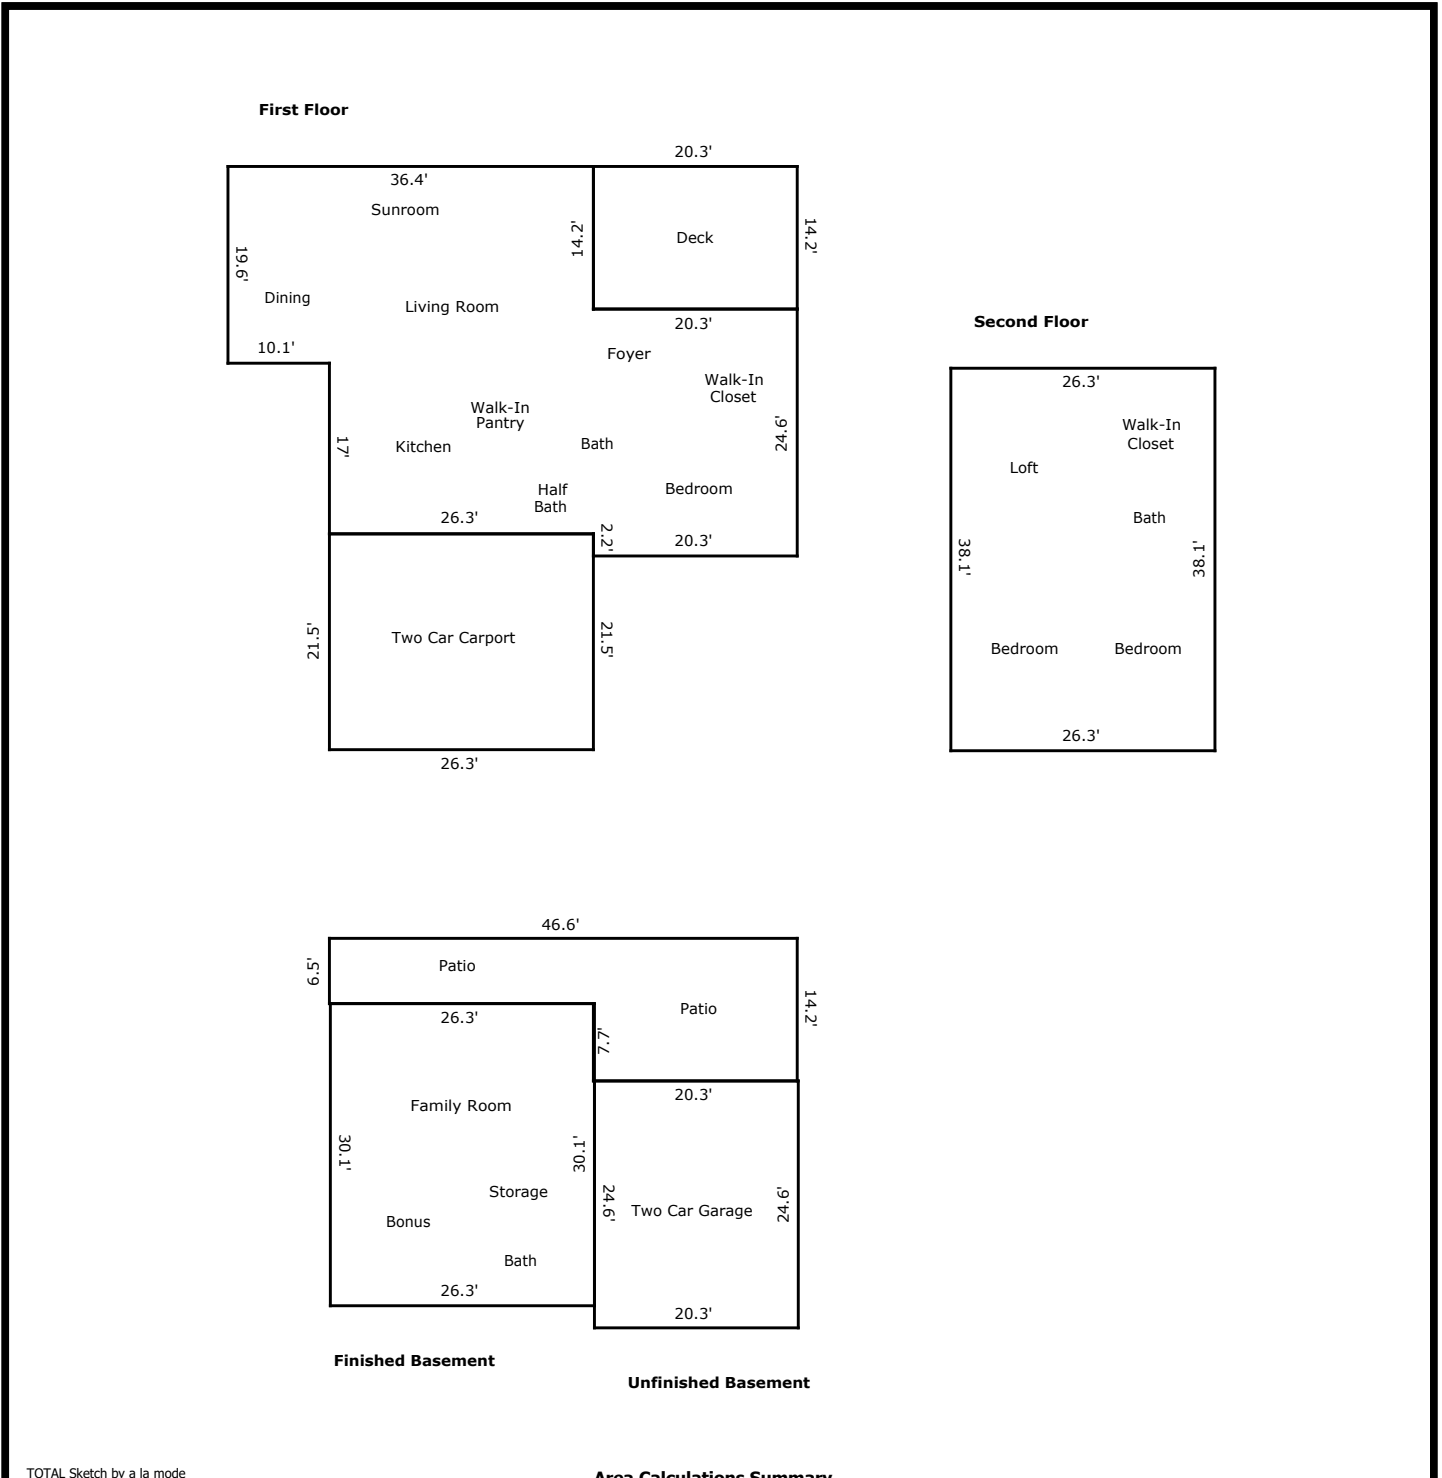 First Floor
20.3'
36.4'
Sunroom
14.2'
Deck
14.2'
19.6'
Dining
Living Room
20.3'
10.1'
Foyer
Walk-In
Closet
Walk-In
Pantry
24.6'
17'
Kitchen
Bath
Half
Bath
Bedroom
26.3'
2.2'
20.3'
21.5'
Two Car Carport
21.5'
26.3'
Second Floor
26.3'
Walk-In
Closet
Loft
Bath
38.1'
38.1'
Bedroom
Bedroom
26.3'
46.6'
6.5'
Patio
Patio
14.2'
26.3'
7.7'
20.3'
Family Room
30.1'
30.1'
Storage
24.6'
Two Car Garage
24.6'
Bonus
Bath
26.3'
20.3'
Finished Basement
Unfinished Basement
TOTAL Sketch by a la mode
Area Calculations Summary